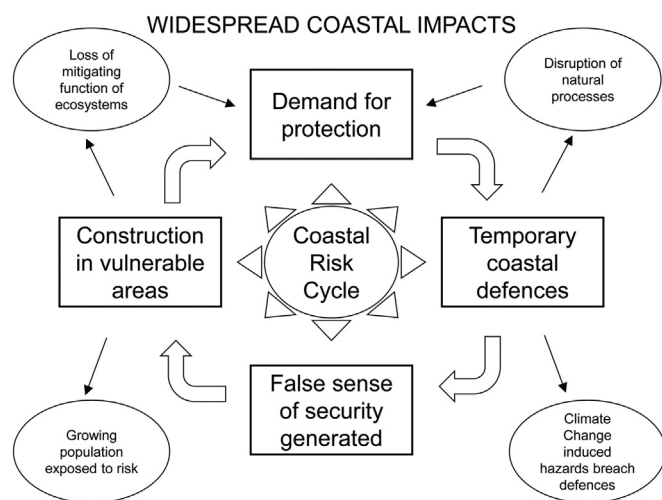 WIDESPREAD COASTAL IMPACTS
Loss of
mitigating
function of
ecosystems
Demand for
protection
Disruption of
natural
processes
Construction
in vulnerable
areas
Coastal
Risk
Cycle
Temporary
coastal
defences
Growing
population
exposed to risk
False sense
of security
generated
Climate
Change
induced
hazards breach
defences